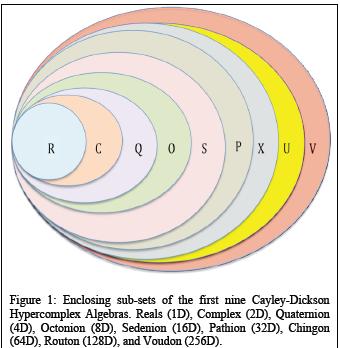 R C Q O S P X U V
Figure 1: Enclosing sub-sets of the first nine Cayley-Dickson
Hypercomplex Algebras. Reals (1D), Complex (2D), Quaternion
(4D), Octonion (8D), Sedenion (16D), Pathion (32D), Chingon
(64D), Routon (128D), and Voudon (256D).